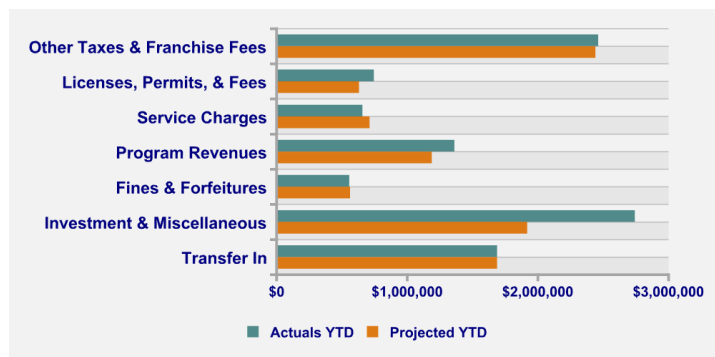 Other Taxes & Franchise Fees
Licenses, Permits, & Fees
Service Charges
Program Revenues
Fines & Forfeitures
Investment & Miscellaneous
Transfer In
$0 $1,000,000 $2,000,000 $3,000,000
Actuals YTD Projected YTD